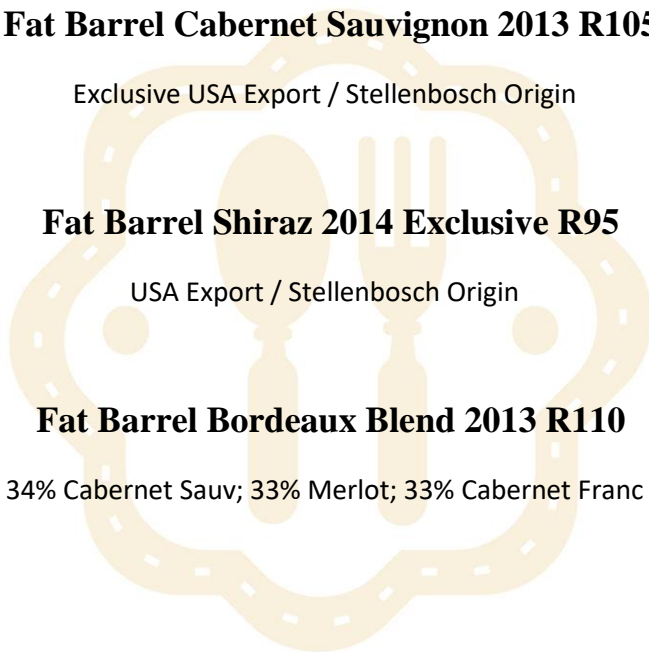 Fat Barrel Cabernet Sauvignon 2013 R105
Exclusive USA Export / Stellenbosch Origin
Fat Barrel Shiraz 2014 Exclusive R95
USA Export / Stellenbosch Origin
Fat Barrel Bordeaux Blend 2013 R110
34% Cabernet Sauv; 33% Merlot; 33% Cabernet Franc